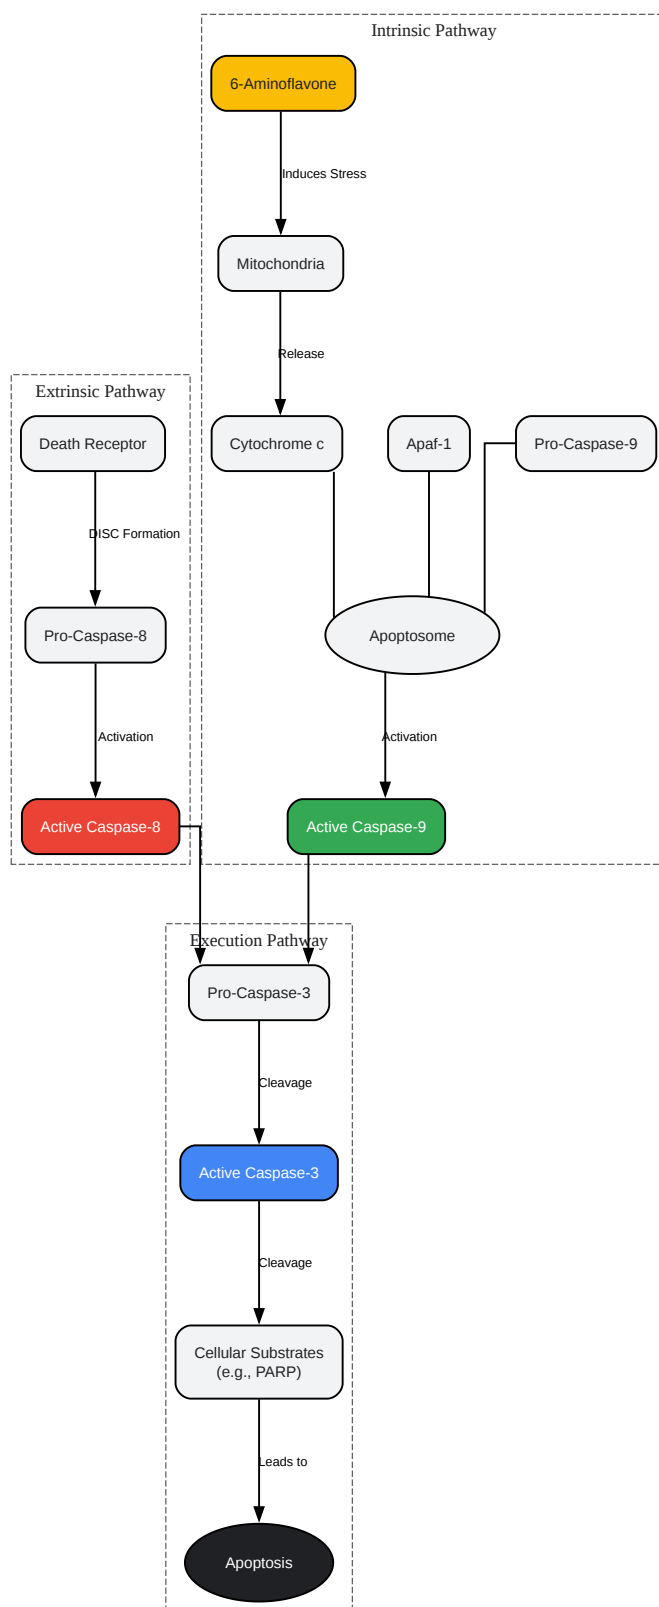 Intrinsic Pathway
6-Aminoflavone
Induces Stress
Mitochondria
Release
Extrinsic Pathway
Death Receptor
Cytochrome c
Apaf-1
Pro-Caspase-9
DISC Formation
Pro-Caspase-8
Apoptosome
Activation
Activation
Active Caspase-8
Active Caspase-9
Execution Pathway
Pro-Caspase-3
Cleavage
Active Caspase-3
Cleavage
Cellular Substrates
(e.g., PARP)
Leads to
Apoptosis